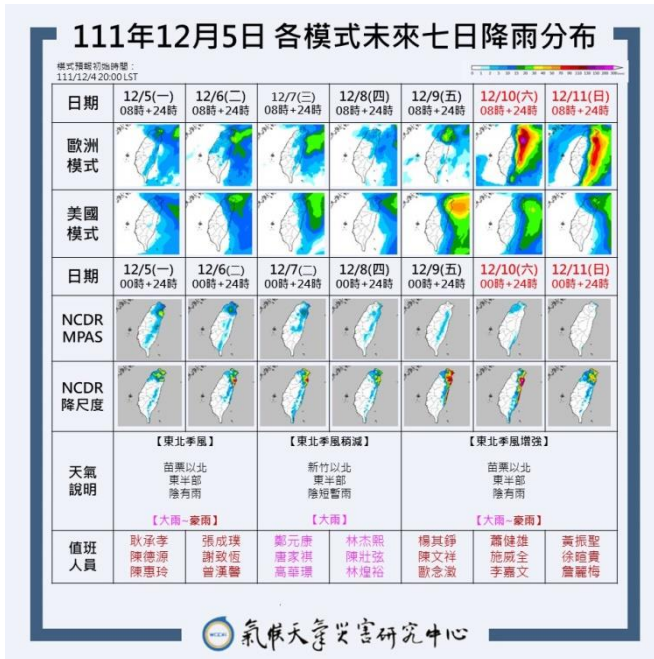 111年12月5日 各模式未來七日降雨分布
模式預報初始時間：
111/12/4 20:00 LST
日期 12/5(一) 12/6(二) 12/7(三) 12/8(四) 12/9(五) 12/10(六) 12/11(日)
08時+24時 08時+24時 08時+24時 08時+24時 08時+24時 08時+24時 08時+24時
歐洲
模式
美國
模式
日期 12/5(一) 12/6(二) 12/7(三) 12/8(四) 12/9(五) 12/10(六) 12/11(日)
00時+24時 00時+24時 00時+24時 00時+24時 00時+24時 00時+24時 00時+24時
NCDR
MPAS
NCDR
降尺度
天氣
說明
【東北季風】 【東北季風稍減】 【東北季風增強】
苗栗以北 新竹以北 苗栗以北
東半部 東半部 東半部
陰有雨 陰短暫雨 陰有雨
【大雨~豪雨】 【大雨】 【大雨~豪雨】
值班
人員
耿承孝 張成璞 鄭元康 林杰熙 楊其錚 蕭健雄 黃振聖
陳德源 謝致恆 唐家祺 陳壯弦 陳文祥 施威全 徐暄貴
陳惠玲 曾漢馨 高華環 林煌裕 歐念澂 李嘉文 詹麗梅
氣候天氣災害研究中心